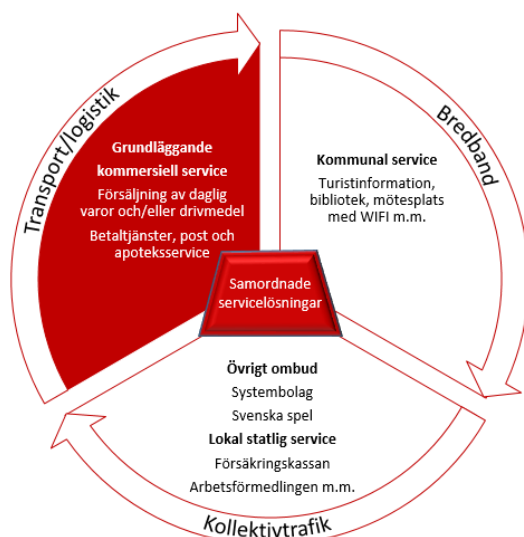 Transport/logistik
Grundläggande
kommersiell service
Försäljning av daglig
varor och/eller drivmedel
Betaltjänster, post och
apoteksservice
Bredband
Kommunal service
Turistinformation,
bibliotek, mötesplats
med WIFI m.m.
Samordnade
servicelösningar
Övrigt ombud
Systembolag
Svenska spel
Lokal statlig service
Försäkringskassan
Arbetsförmedlingen m.m.
Kollektivtrafik